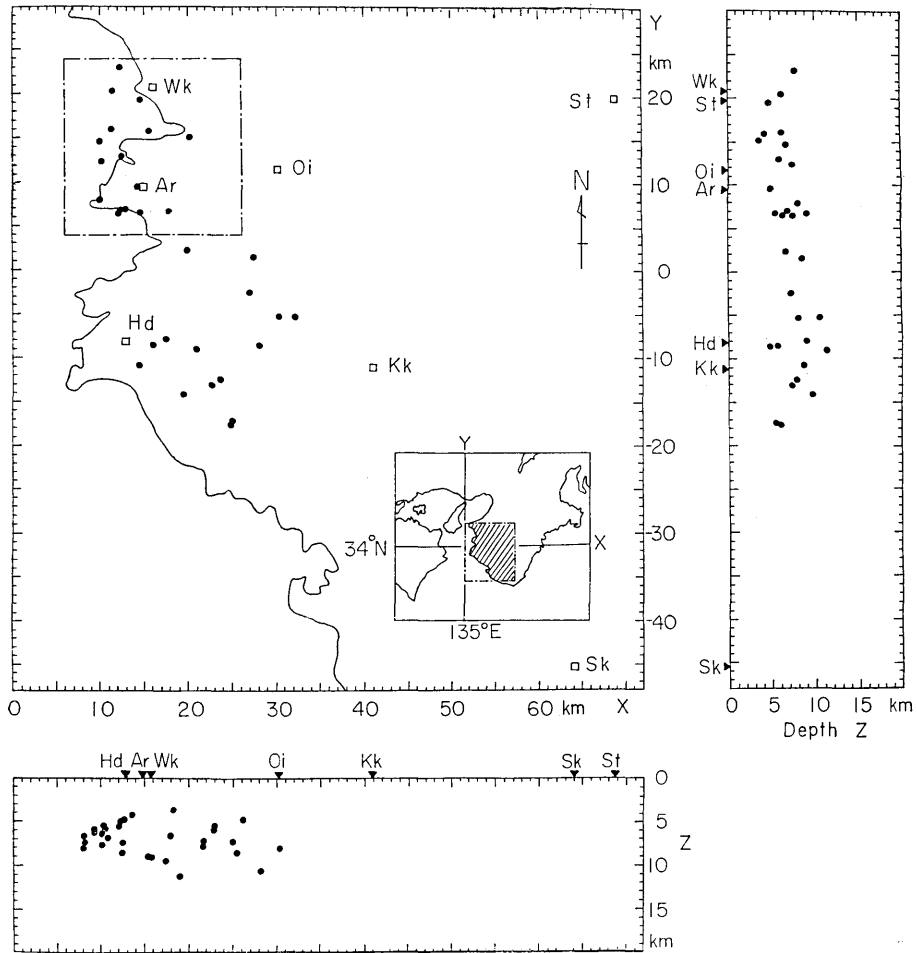 Y
km
Wk
St
20
Wk
St
Oi
Ar
N
10
Oi
Ar
0
Hd
Kk
-10
Hd
Kk
Y
-20
34°N
X
-30
135°E
-40
Sk
Sk
0 10 20 30 40 50 60 km X
0 5 10 15 20 km
Depth Z
Hd Ar Wk Oi Kk Sk St
0
5
Z
10
15
km